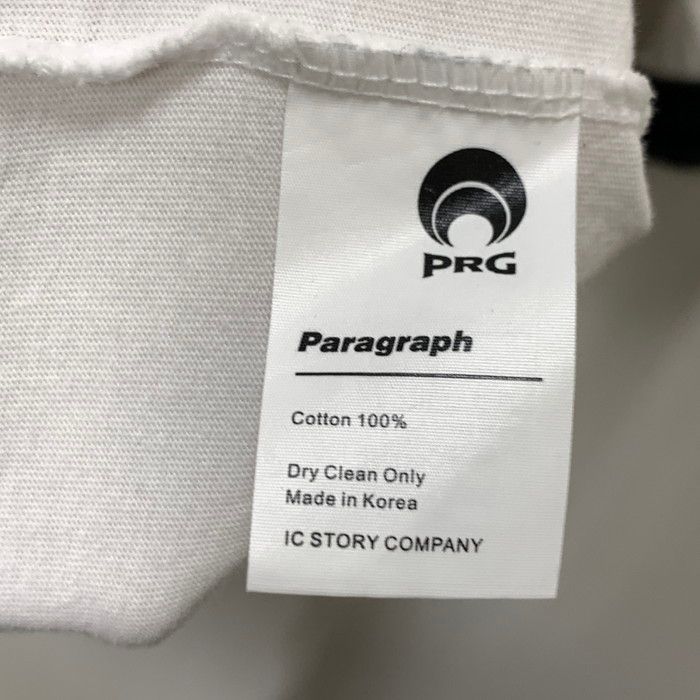 PRG
Paragraph
Cotton 100%
Dry Clean Only
Made in Korea
IC STORY COMPANY